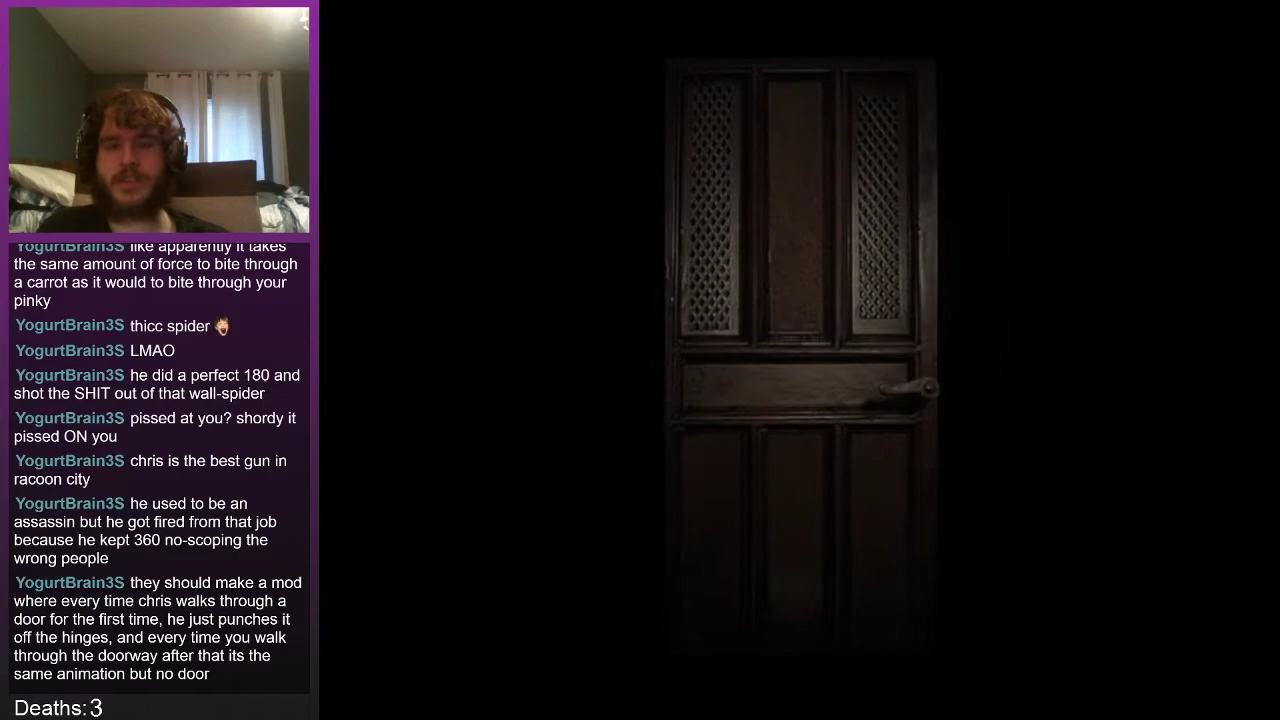 YogurtBrain3S like apparently it takes
the same amount of force to bite through
a carrot as it would to bite through your
pinky
YogurtBrain3S thicc spider
YogurtBrain3S LMAO
YogurtBrain3S he did a perfect 180 and
shot the SHIT out of that wall-spider
YogurtBrain3S pissed at you? shordy it
pissed ON you
YogurtBrain3S chris is the best gun in
racoon city
YogurtBrain3S he used to be an
assassin but he got fired from that job
because he kept 360 no-scoping the
wrong people
YogurtBrain3S they should make a mod
where every time chris walks through a
door for the first time, he just punches it
off the hinges, and every time you walk
through the doorway after that its the
same animation but no door
Deaths:3